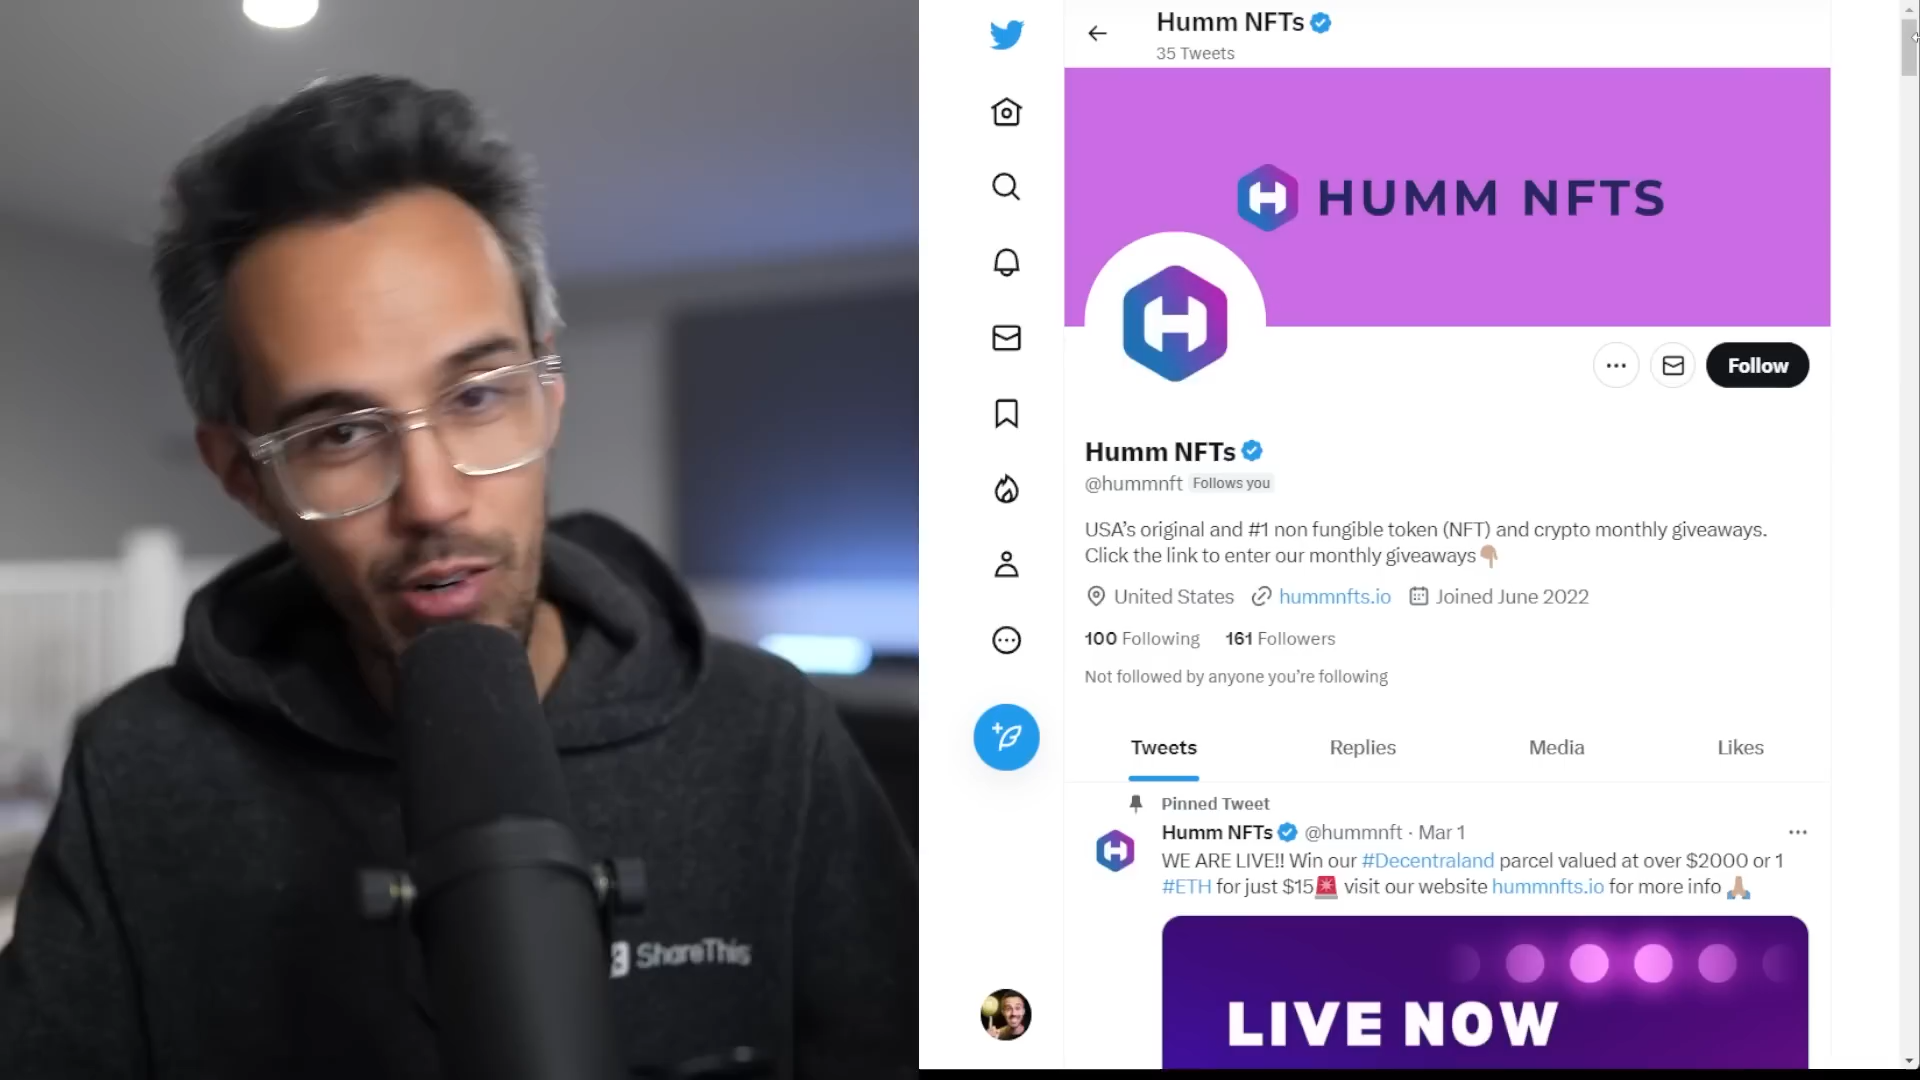 Humm NFTs
35 Tweets
HUMM NFTS
Follow
Humm NFTs
@hummnft Follows you
USA’s original and #1 non fungible token (NFT) and crypto monthly giveaways.
Click the link to enter our monthly giveaways👇🏽
United States hummnfts.io Joined June 2022
100 Following 161 Followers
Not followed by anyone you’re following
Tweets Replies Media Likes
Pinned Tweet
Humm NFTs @hummnft · Mar 1
WE ARE LIVE!! Win our #Decentraland parcel valued at over $2000 or 1
#ETH for just $15🚨 visit our website hummnfts.io for more info 🙏🏽
LIVE NOW
ShareThis